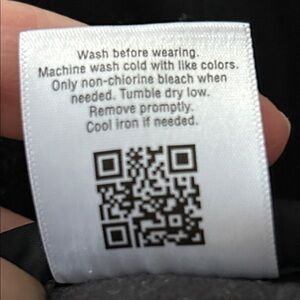 Wash before wearing.
Machine wash cold with like colors.
Only non-chlorine bleach when
needed. Tumble dry low.
Remove promptly.
Cool iron if needed.